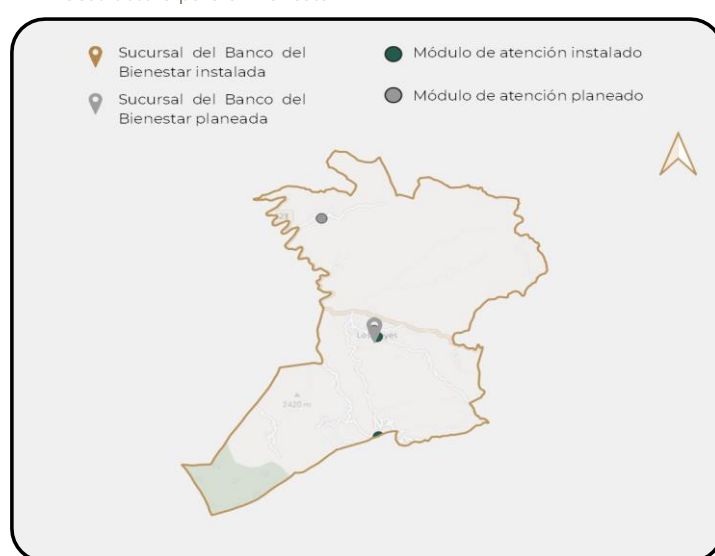 Sucursal del Banco del
Bienestar instalada
Sucursal del Banco del
Bienestar planeada
Módulo de atención instalado
Módulo de atención planeado
2420 m